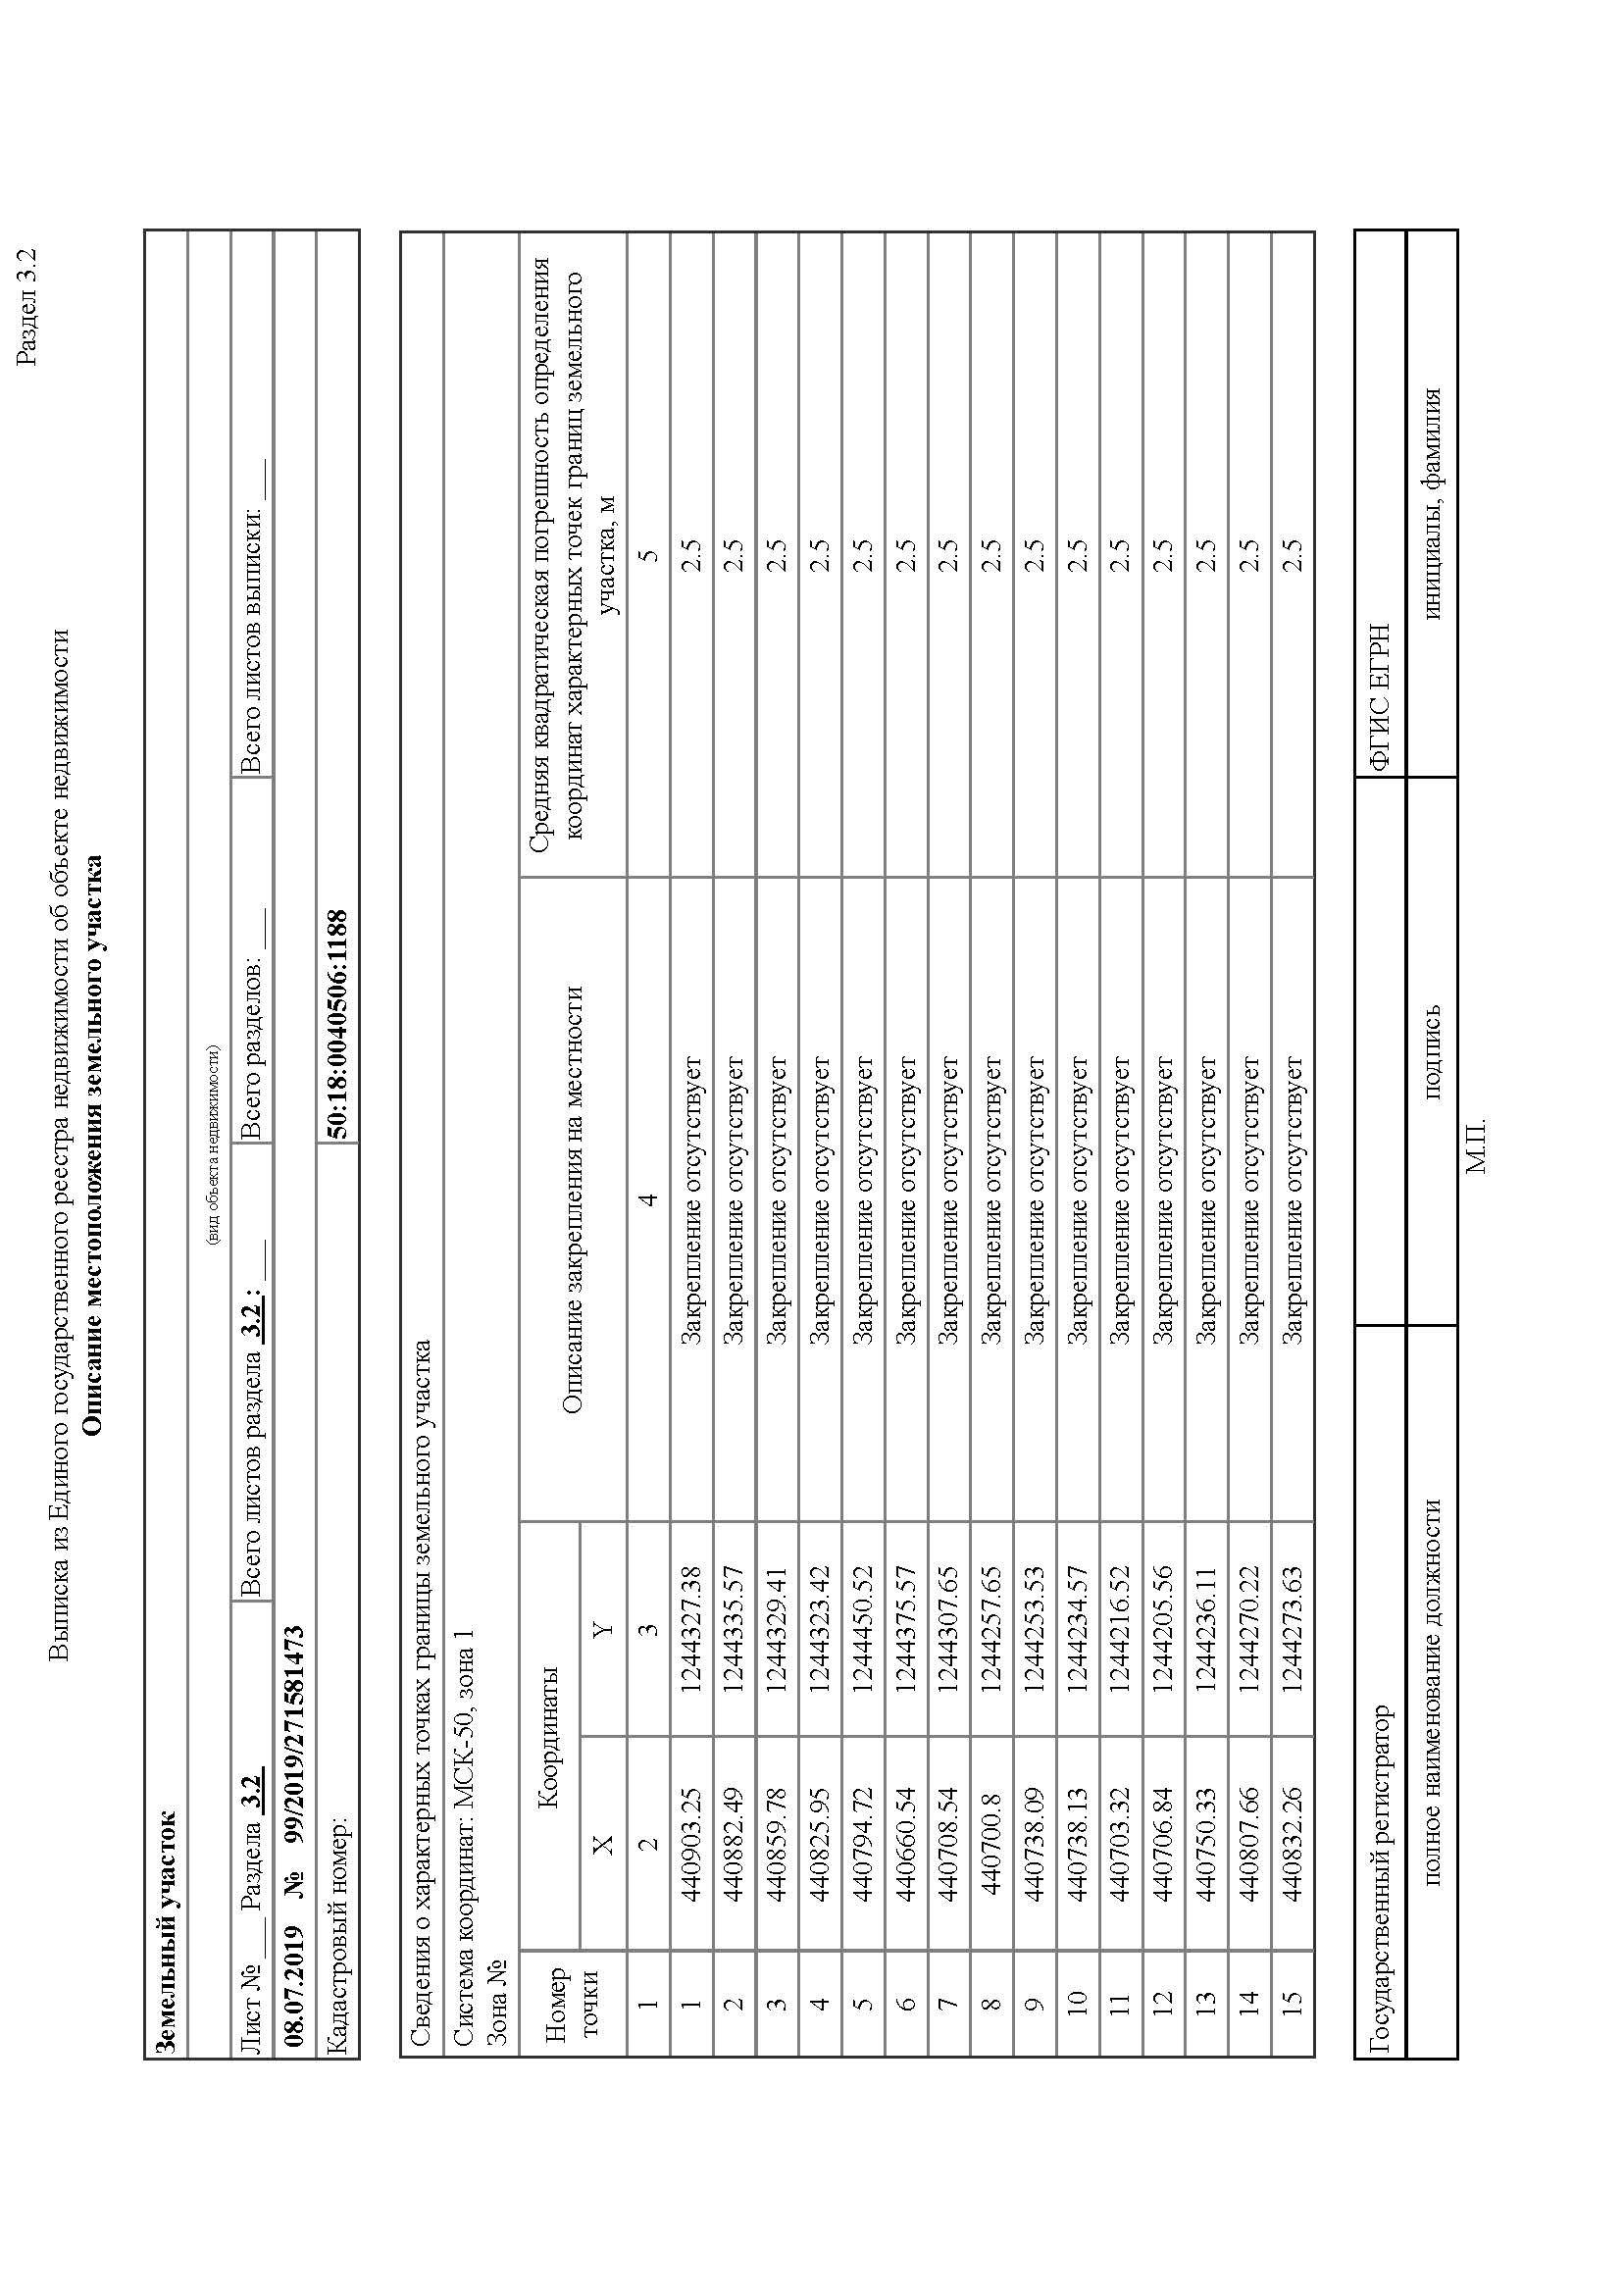 Раздел 3.2
Выписка из Единого государственного реестра недвижимости об объекте недвижимости
Описание местоположения земельного участка
Земельный участок
(вид объекта недвижимости)
Лист № ___ Раздела 3.2 Всего листов раздела 3.2 : ___ Всего разделов: ___ Всего листов выписки: ___
08.07.2019 № 99/2019/271581473
Кадастровый номер: 50:18:0040506:1188
Сведения о характерных точках границы земельного участка
Система координат: МСК-50, зона 1
Зона №
Номер точки Координаты Описание закрепления на местности Средняя квадратическая погрешность определения
координат характерных точек границ земельного
участка, м
X Y
1 2 3 4 5
1 440903.25 1244327.38 Закрепление отсутствует 2.5
2 440882.49 1244335.57 Закрепление отсутствует 2.5
3 440859.78 1244329.41 Закрепление отсутствует 2.5
4 440825.95 1244323.42 Закрепление отсутствует 2.5
5 440794.72 1244450.52 Закрепление отсутствует 2.5
6 440660.54 1244375.57 Закрепление отсутствует 2.5
7 440708.54 1244307.65 Закрепление отсутствует 2.5
8 440700.8 1244257.65 Закрепление отсутствует 2.5
9 440738.09 1244253.53 Закрепление отсутствует 2.5
10 440738.13 1244234.57 Закрепление отсутствует 2.5
11 440703.32 1244216.52 Закрепление отсутствует 2.5
12 440706.84 1244205.56 Закрепление отсутствует 2.5
13 440750.33 1244236.11 Закрепление отсутствует 2.5
14 440807.66 1244270.22 Закрепление отсутствует 2.5
15 440832.26 1244273.63 Закрепление отсутствует 2.5
Государственный регистратор ФГИС ЕГРН
полное наименование должности подпись инициалы, фамилия
М.П.